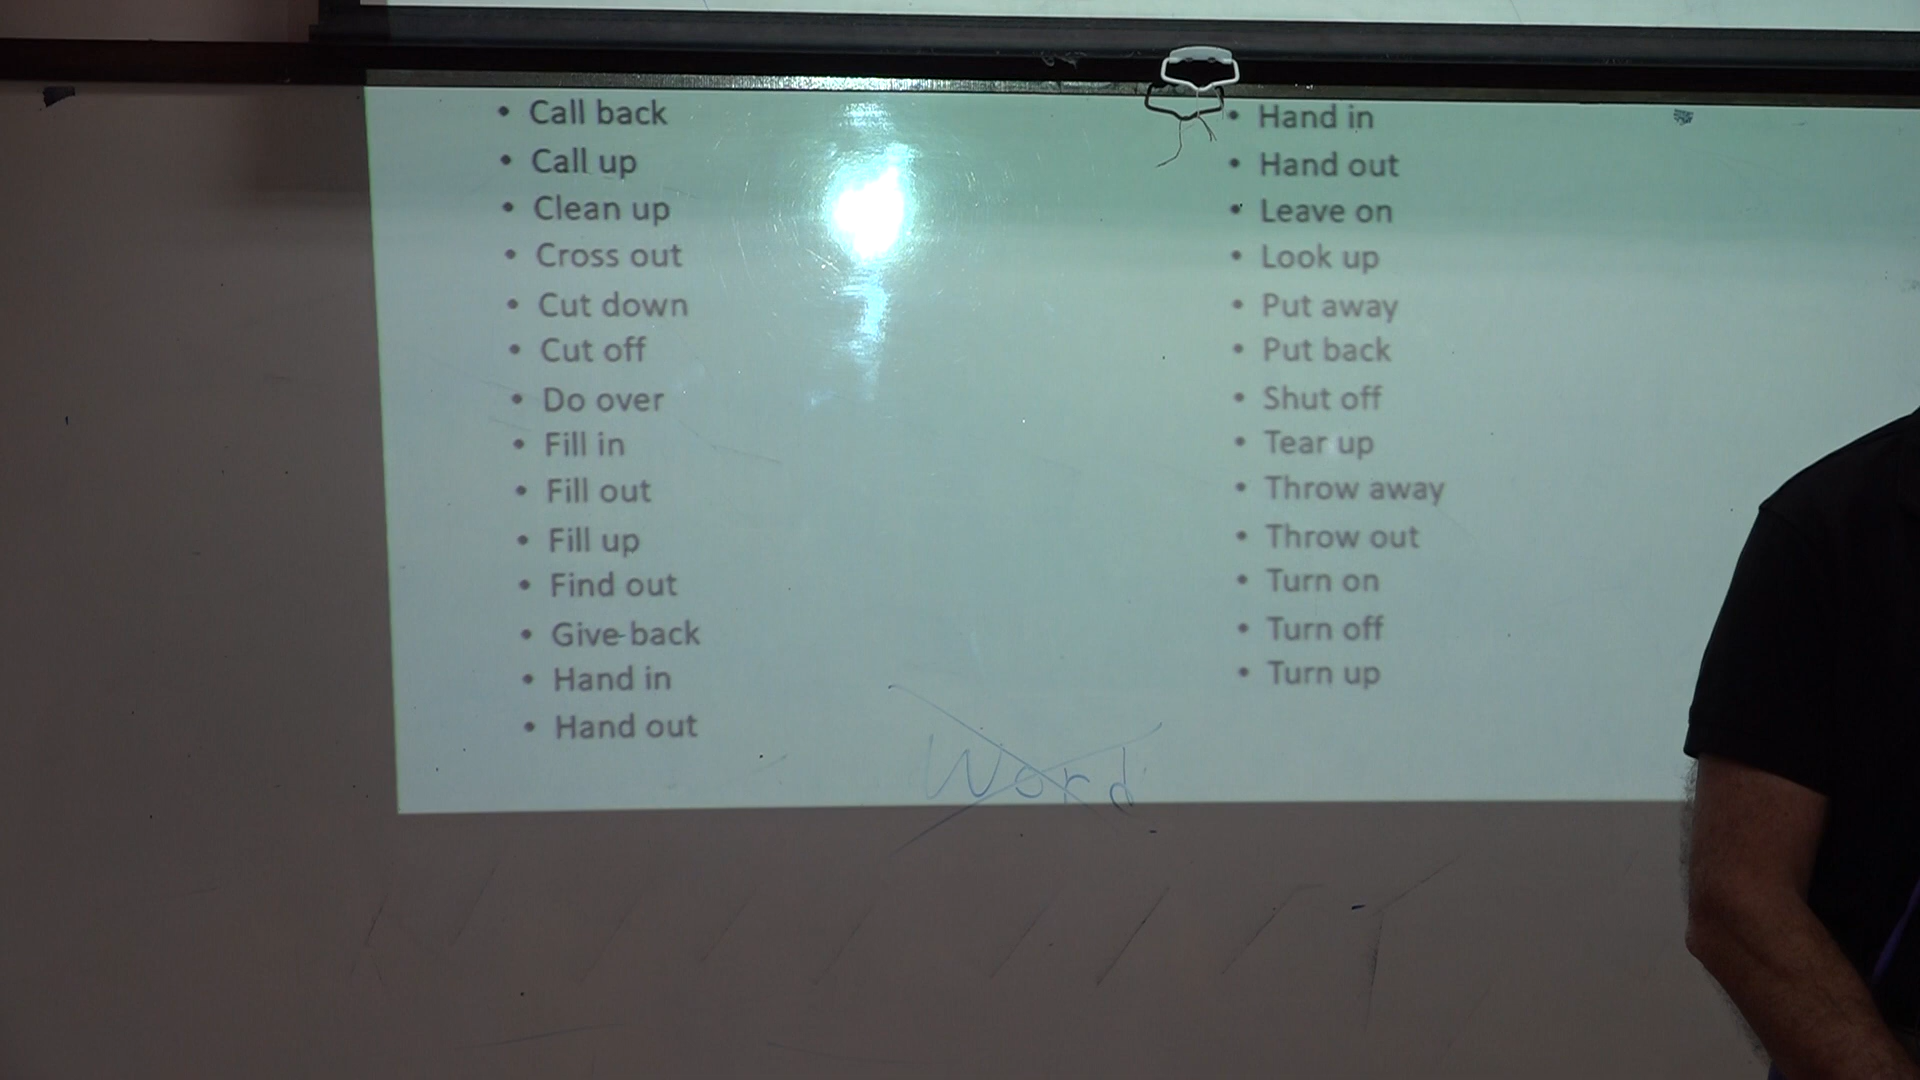 Call back
Call up
Clean up
Cross out
Cut down
Cut off
Do over
Fill in
Fill out
Fill up
Find out
Give back
Hand in
Hand out
Hand in
Hand out
Leave on
Look up
Put away
Put back
Shut off
Tear up
Throw away
Throw out
Turn on
Turn off
Turn up
Word